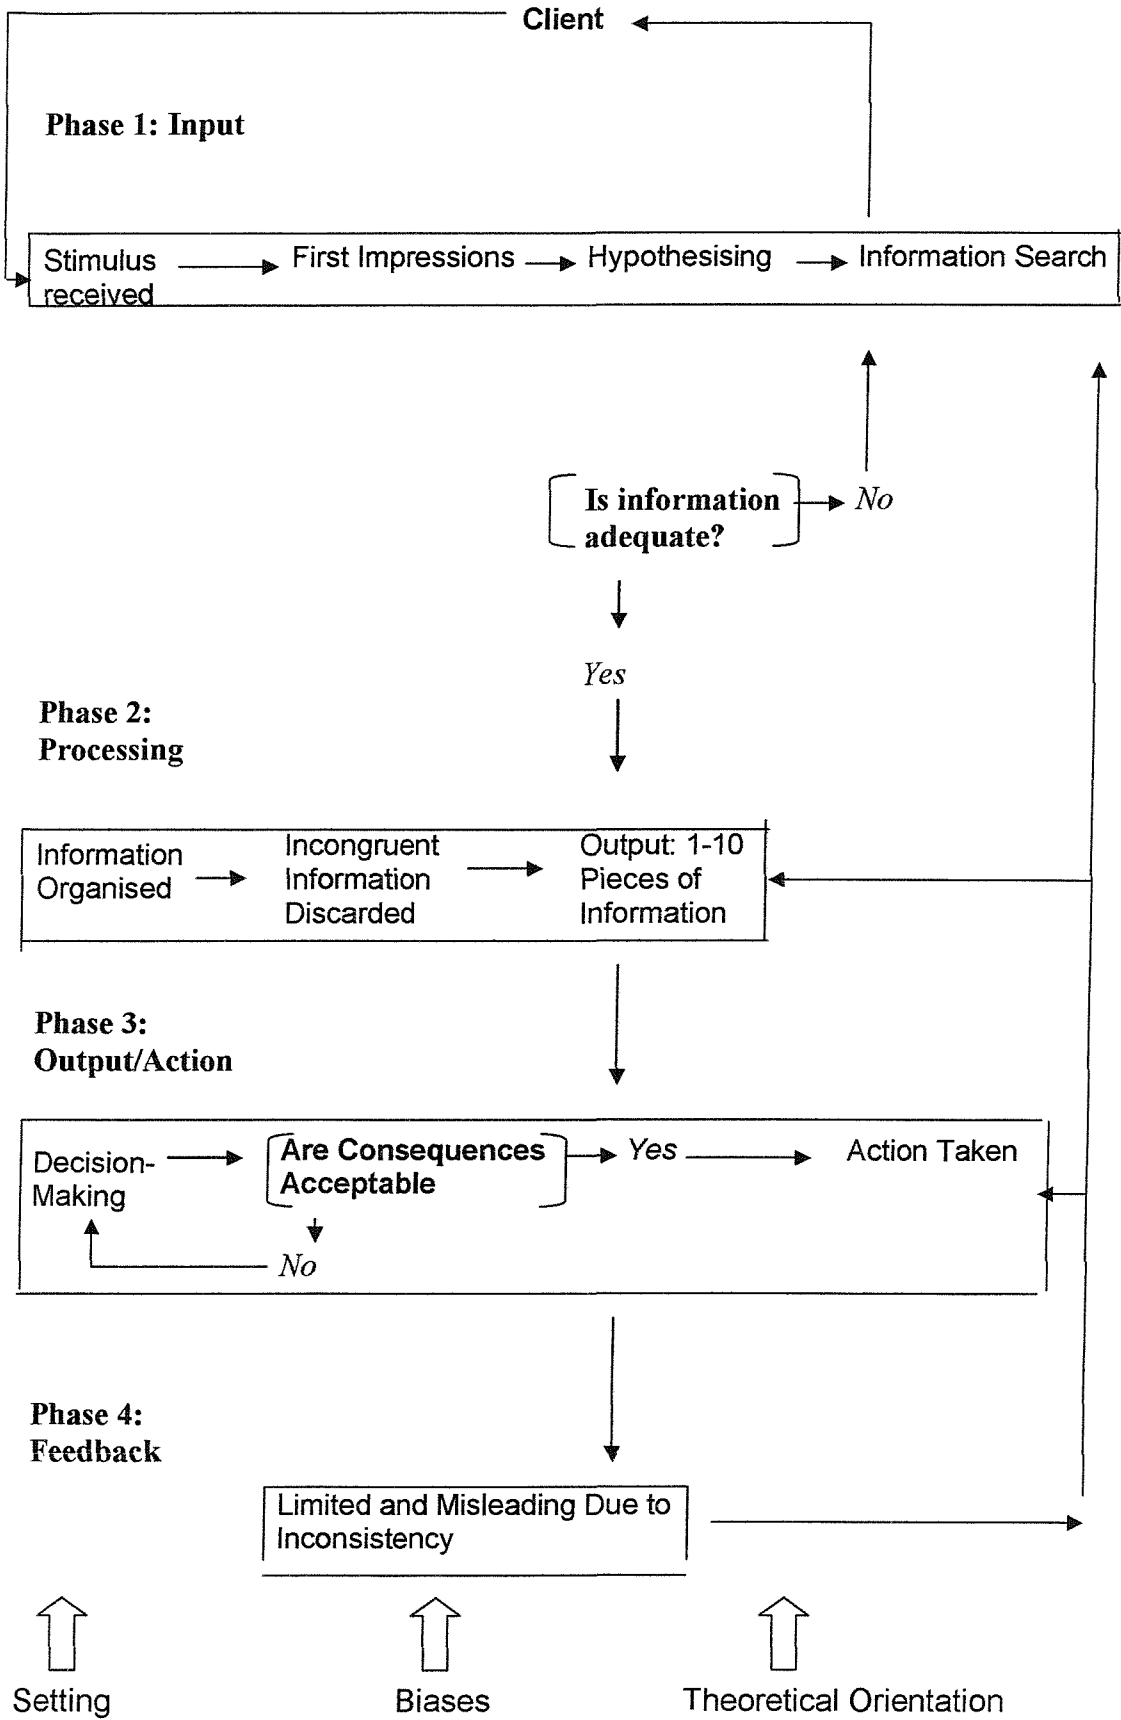 Client
Phase 1: Input
Stimulus
received
First Impressions
Hypothesising
Information Search
Is information
adequate?
No
Yes
Phase 2:
Processing
Information
Organised
Incongruent
Information
Discarded
Output: 1-10
Pieces of
Information
Phase 3:
Output/Action
Decision-
Making
Are Consequences
Acceptable
Yes
Action Taken
No
Phase 4:
Feedback
Limited and Misleading Due to
Inconsistency
Setting
Biases
Theoretical Orientation